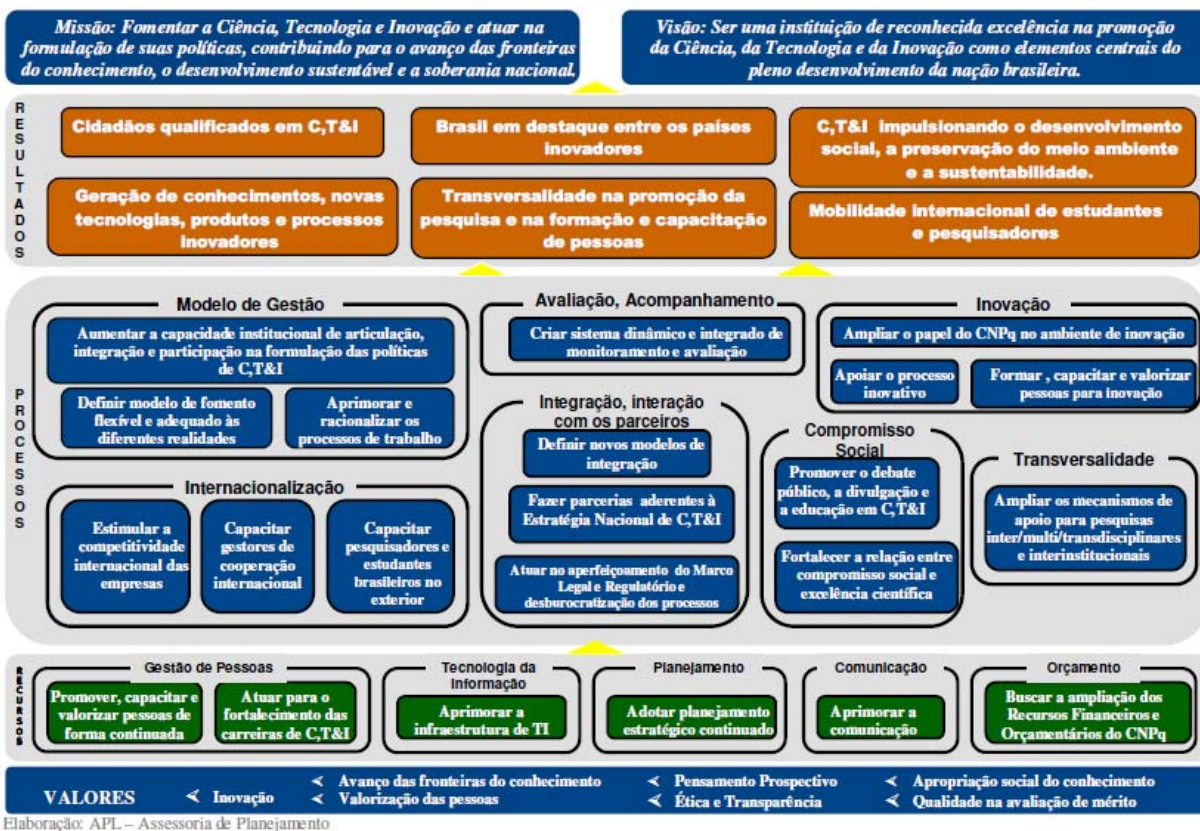 Missão: Fomentar a Ciência, Tecnologia e Inovação e atuar na
formulação de suas políticas, contribuindo para o avanço das fronteiras
do conhecimento, o desenvolvimento sustentável e a soberania nacional.
Visão: Ser uma instituição de reconhecida excelência na promoção
da Ciência, da Tecnologia e da Inovação como elementos centrais do
pleno desenvolvimento da nação brasileira.
RESULTADOS
Cidadãos qualificados em C,T&I
Brasil em destaque entre os países
inovadores
C,T&I impulsionando o desenvolvimento
social, a preservação do meio ambiente
e a sustentabilidade.
Geração de conhecimentos, novas
tecnologias, produtos e processos
inovadores
Transversalidade na promoção da
pesquisa e na formação e capacitação
de pessoas
Mobilidade internacional de estudantes
e pesquisadores
PROCESSOS
Modelo de Gestão
Aumentar a capacidade institucional de articulação,
integração e participação na formulação das políticas
de C,T&I
Definir modelo de fomento
flexível e adequado às
diferentes realidades
Aprimorar e
racionalizar os
processos de trabalho
Avaliação, Acompanhamento
Criar sistema dinâmico e integrado de
monitoramento e avaliação
Inovação
Ampliar o papel do CNPq no ambiente de inovação
Apoiar o processo
inovativo
Formar , capacitar e valorizar
pessoas para inovação
Internacionalização
Estimular a
competitividade
internacional das
empresas
Capacitar
gestores de
cooperação
internacional
Capacitar
pesquisadores e
estudantes
brasileiros no
exterior
Integração, interação
com os parceiros
Definir novos modelos de
integração
Fazer parcerias aderentes à
Estratégia Nacional de C,T&I
Atuar no aperfeiçoamento do Marco
Legal e Regulatório e
desburocratização dos processos
Compromisso
Social
Promover o debate
público, a divulgação e
a educação em C,T&I
Fortalecer a relação entre
compromisso social e
excelência científica
Transversalidade
Ampliar os mecanismos de
apoio para pesquisas
inter/multi/transdisciplinares
e interinstitucionais
RECURSOS
Gestão de Pessoas
Promover, capacitar e
valorizar pessoas de
forma continuada
Atuar para o
fortalecimento das
carreiras de C,T&I
Tecnologia da
Informação
Aprimorar a
infraestrutura de TI
Planejamento
Adotar planejamento
estratégico continuado
Comunicação
Aprimorar a
comunicação
Orçamento
Buscar a ampliação dos
Recursos Financeiros e
Orçamentários do CNPq
VALORES
Inovação
Avanço das fronteiras do conhecimento
Valorização das pessoas
Pensamento Prospectivo
Ética e Transparência
Apropriação social do conhecimento
Qualidade na avaliação de mérito
Elaboração: APL – Assessoria de Planejamento